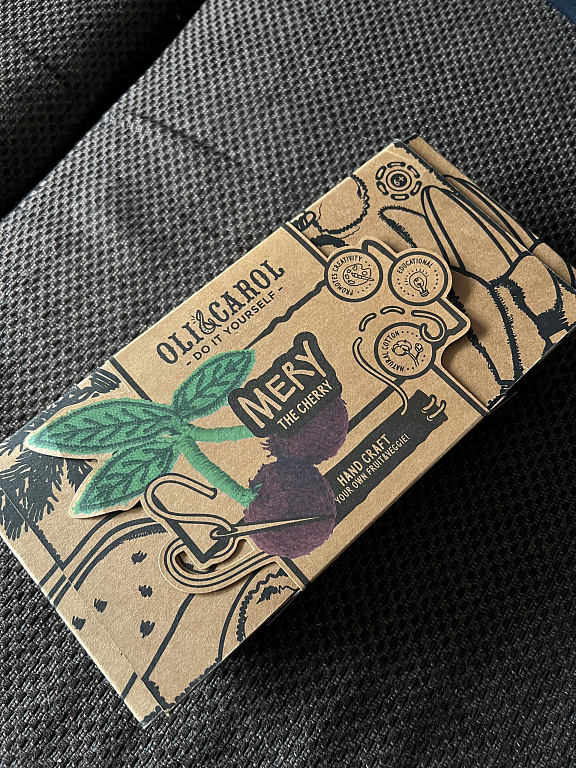 6+
OLI&CAROL
- DO IT YOURSELF -
PROMOTES CREATIVITY
EDUCATIONAL
NATURAL COTTON
MERY
THE CHERRY
HAND CRAFT
YOUR OWN FRUIT&VEGGIE!